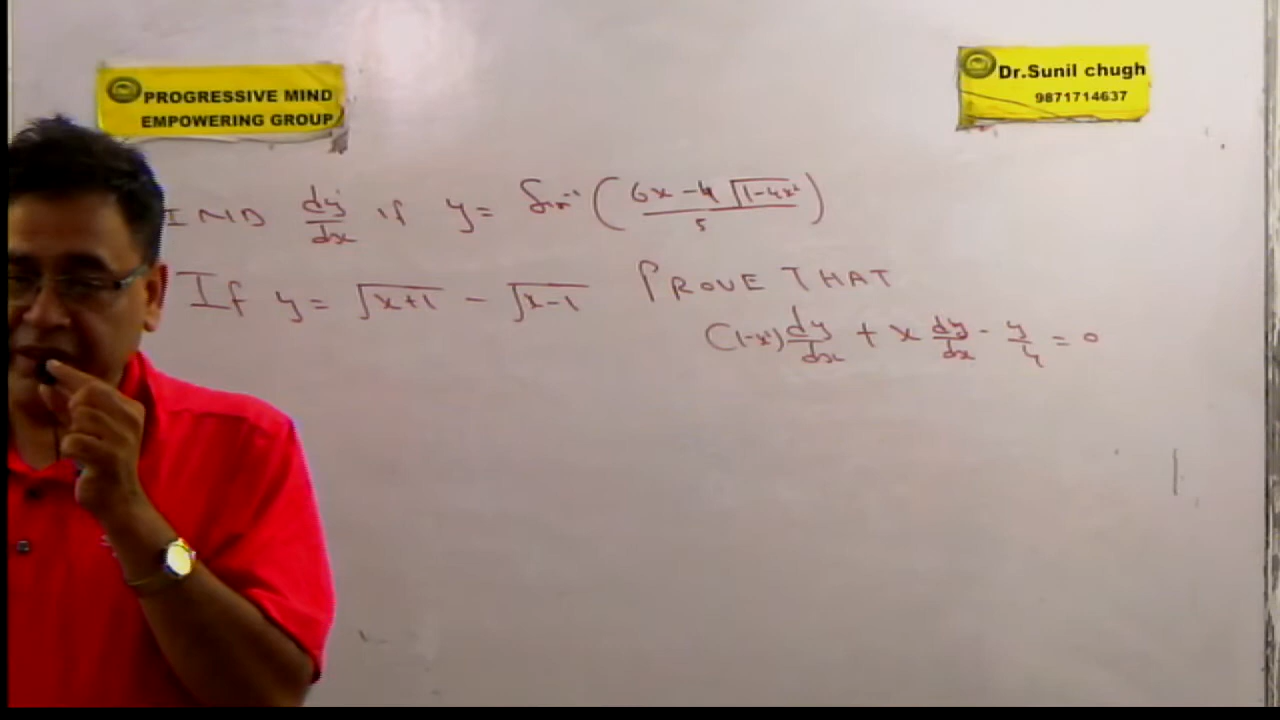 PROGRESSIVE MIND
EMPOWERING GROUP
Dr.Sunil chugh
9871714637
IND dy/dx if y = Sin⁻¹ ( (6x - 4 √(1-4x²)) / 5 )
If y = √(x+1) - √(x-1) PROVE THAT
(1-x²) dy/dx + x dy/dx - y/4 = 0